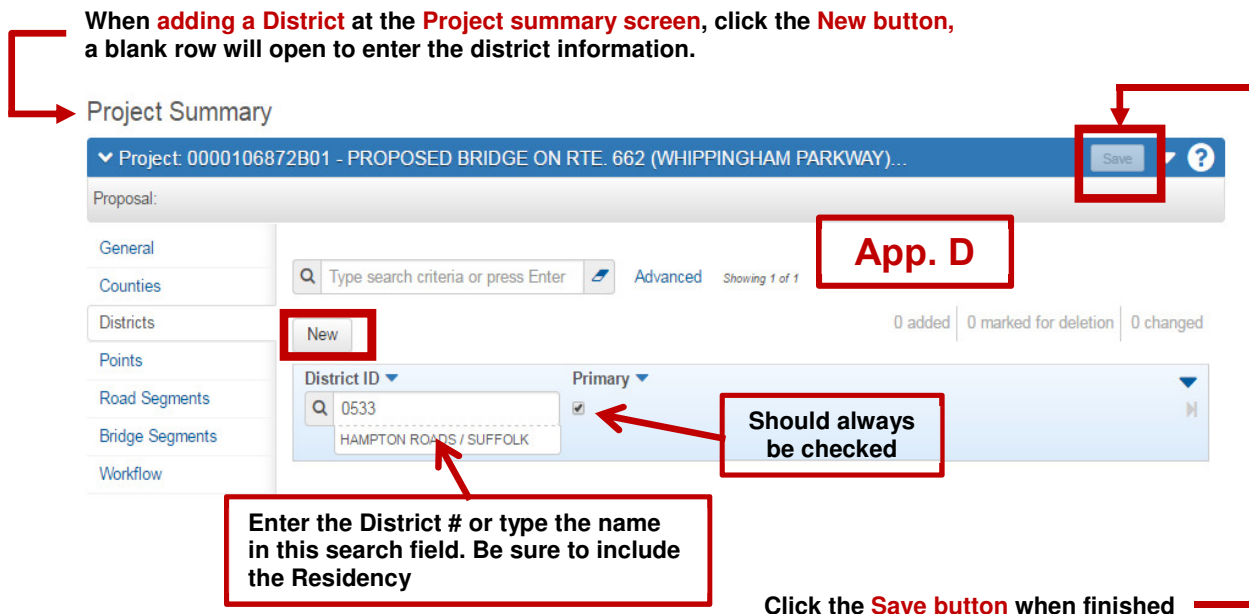 When adding a District at the Project summary screen, click the New button,
a blank row will open to enter the district information.
Project Summary
Project: 0000106872B01 - PROPOSED BRIDGE ON RTE. 662 (WHIPPINGHAM PARKWAY)...
Save
?
Proposal:
General
Counties
Districts
Points
Road Segments
Bridge Segments
Workflow
App. D
Type search criteria or press Enter
Advanced
Showing 1 of 1
New
0 added
0 marked for deletion
0 changed
District ID
Primary
0533
HAMPTON ROADS / SUFFOLK
Should always
be checked
Enter the District # or type the name
in this search field. Be sure to include
the Residency
Click the Save button when finished